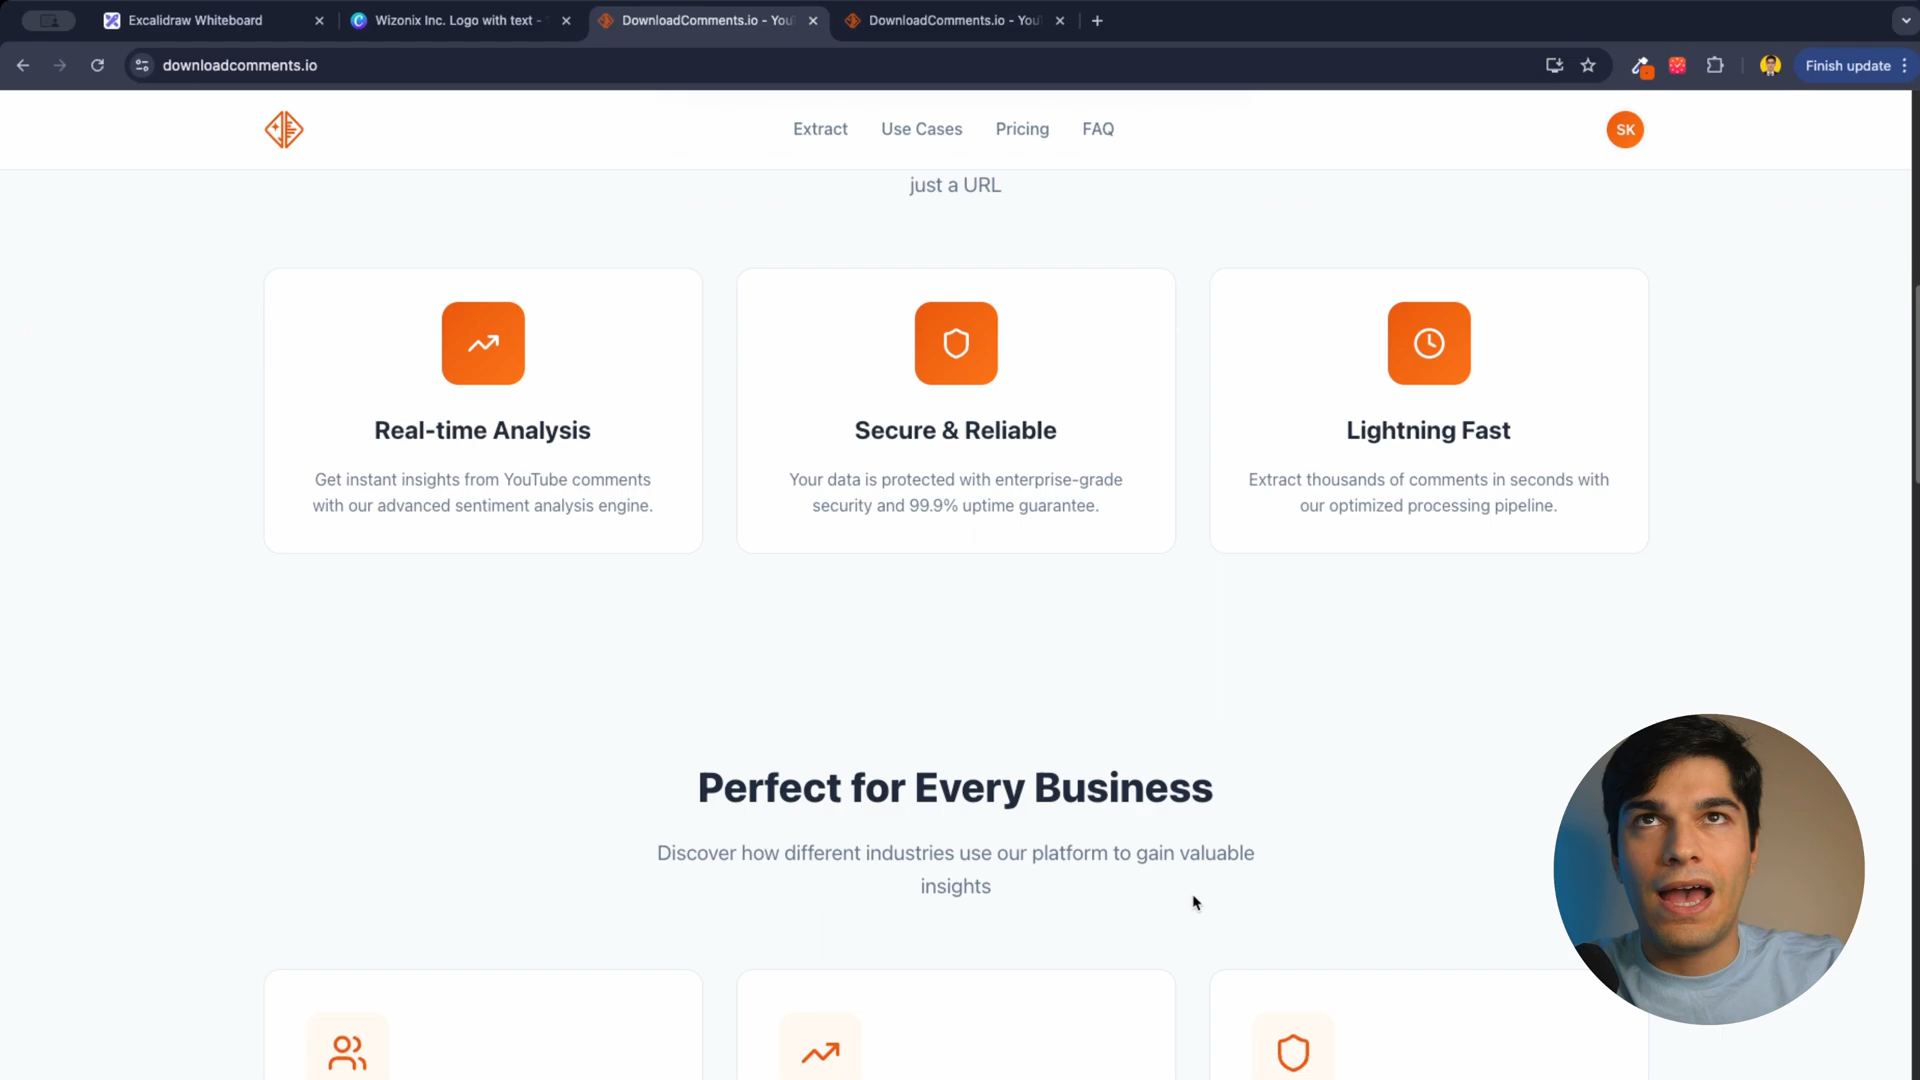 Excalidraw Whiteboard
Wizonix Inc. Logo with text -
DownloadComments.io - You
DownloadComments.io - You
downloadcomments.io
Finish update
Extract
Use Cases
Pricing
FAQ
SK
just a URL
Real-time Analysis
Get instant insights from YouTube comments
with our advanced sentiment analysis engine.
Secure & Reliable
Your data is protected with enterprise-grade
security and 99.9% uptime guarantee.
Lightning Fast
Extract thousands of comments in seconds with
our optimized processing pipeline.
Perfect for Every Business
Discover how different industries use our platform to gain valuable
insights